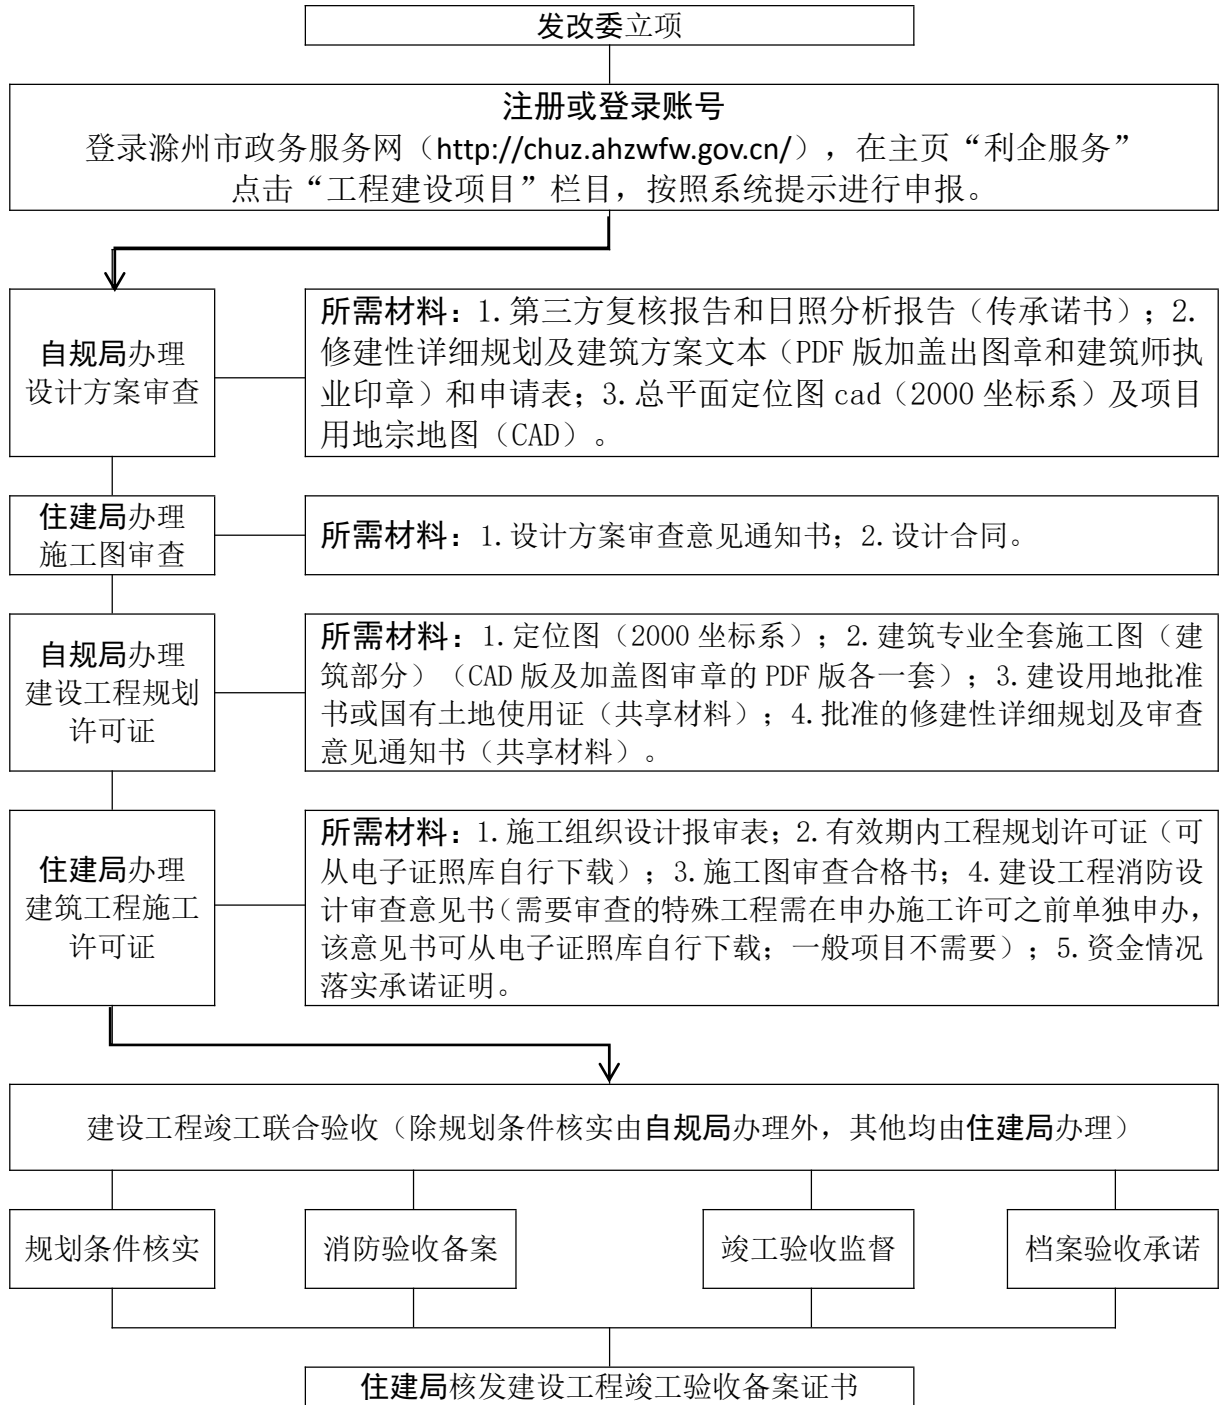 发改委立项
注册或登录账号
登录滁州市政务服务网（http://chuz.ahzwfw.gov.cn/），在主页“利企服务”
点击“工程建设项目”栏目，按照系统提示进行申报。
自规局办理
设计方案审查
所需材料：1.第三方复核报告和日照分析报告（传承诺书）；2.
修建性详细规划及建筑方案文本（PDF 版加盖出图章和建筑师执
业印章）和申请表；3.总平面定位图 cad（2000 坐标系）及项目
用地宗地图（CAD）。
住建局办理
施工图审查
所需材料：1.设计方案审查意见通知书；2.设计合同。
自规局办理
建设工程规划
许可证
所需材料：1.定位图（2000 坐标系）；2.建筑专业全套施工图（建
筑部分）（CAD 版及加盖图审章的 PDF 版各一套）；3.建设用地批准
书或国有土地使用证（共享材料）；4.批准的修建性详细规划及审查
意见通知书（共享材料）。
住建局办理
建筑工程施工
许可证
所需材料：1.施工组织设计报审表；2.有效期内工程规划许可证（可
从电子证照库自行下载）；3.施工图审查合格书；4.建设工程消防设
计审查意见书（需要审查的特殊工程需在申办施工许可之前单独申办，
该意见书可从电子证照库自行下载；一般项目不需要）；5.资金情况
落实承诺证明。
建设工程竣工联合验收（除规划条件核实由自规局办理外，其他均由住建局办理）
规划条件核实
消防验收备案
竣工验收监督
档案验收承诺
住建局核发建设工程竣工验收备案证书